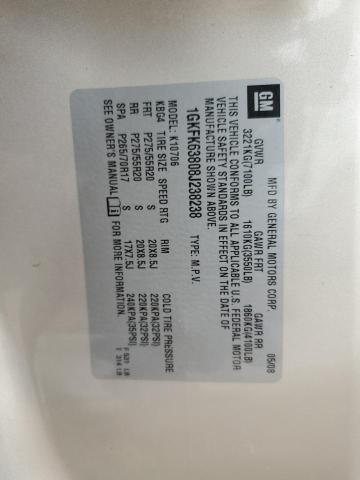 GM
MFD BY GENERAL MOTORS CORP. 05/08
GVWR GAWR FRT GAWR RR
3221KG(7100LB) 1610KG(3550LB) 1860KG(4100LB)
THIS VEHICLE CONFORMS TO ALL APPLICABLE U.S. FEDERAL MOTOR
VEHICLE SAFETY STANDARDS IN EFFECT ON THE DATE OF
MANUFACTURE SHOWN ABOVE.
1GKFK63808J238238 TYPE: M.P.V.
MODEL: K10706
KBG4 TIRE SIZE SPEED RTG RIM COLD TIRE PRESSURE
FRT P275/55R20 S 20X8.5J 220KPA(32PSI)
RR P275/55R20 S 20X8.5J 220KPA(32PSI)
SPA P265/70R17 S 17X7.5J 240KPA(35PSI)
SEE OWNER'S MANUAL FOR MORE INFORMATION.